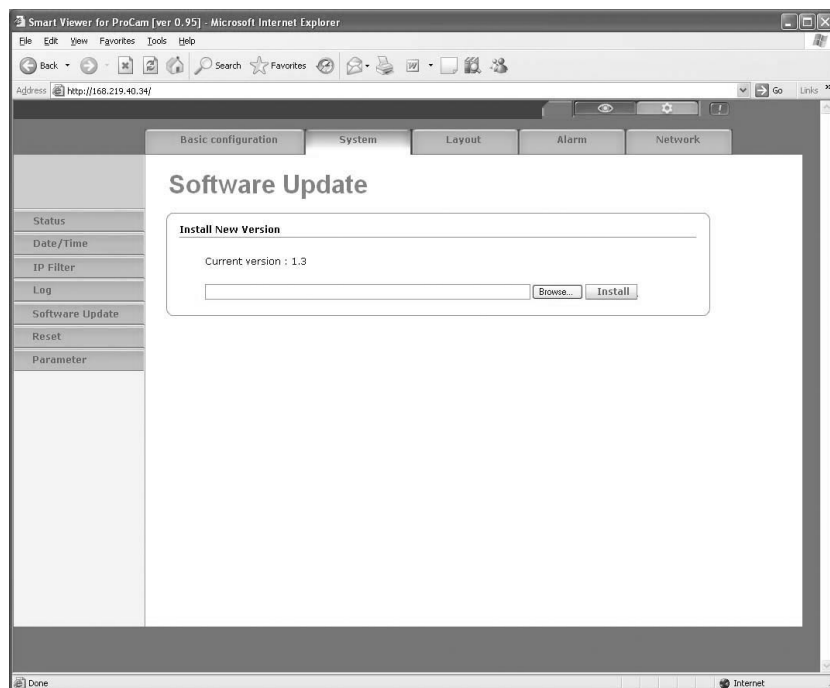 Smart Viewer for ProCam [ver 0.95] - Microsoft Internet Explorer
File Edit View Favorites Tools Help
Back Search Favorites
Address http://168.219.40.34/ Go Links »
Basic configuration System Layout Alarm Network
Software Update
Status
Date/Time
IP Filter
Log
Software Update
Reset
Parameter
Install New Version
Current version : 1.3
Browse... Install
Done Internet